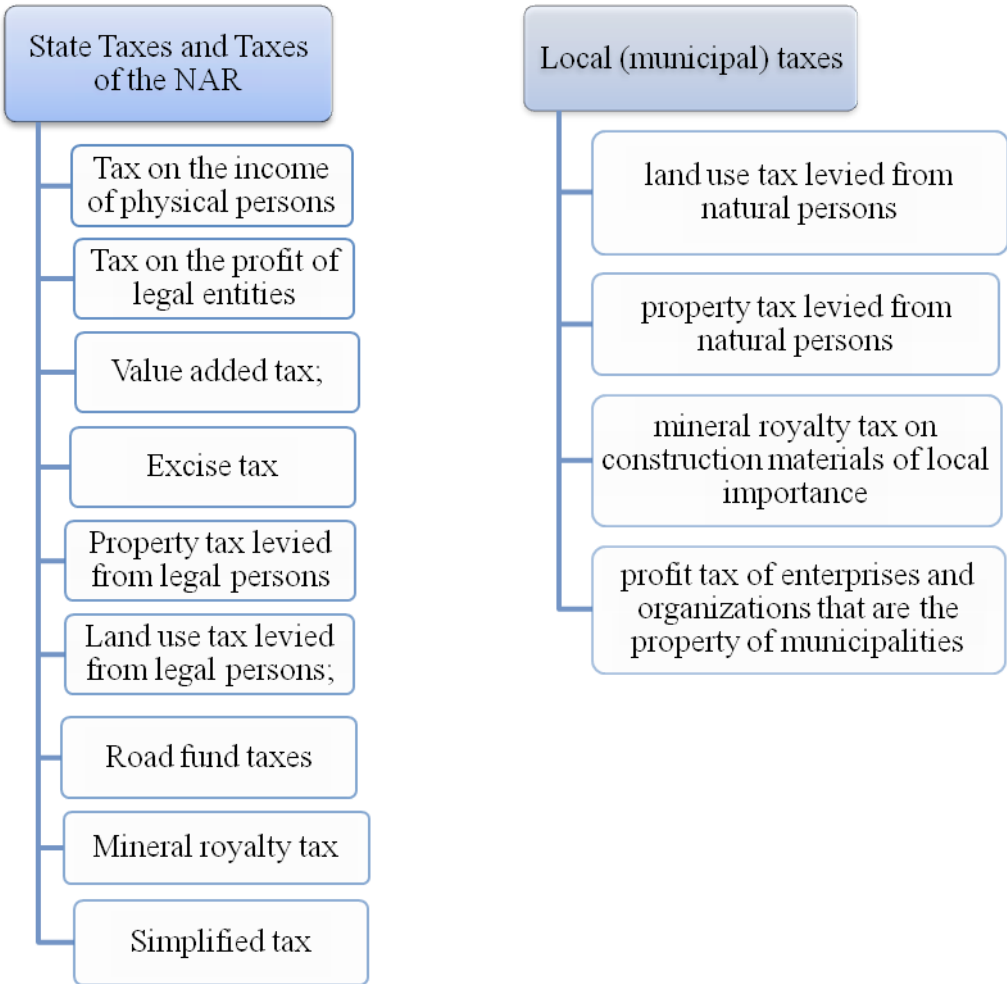 State Taxes and Taxes
of the NAR
Tax on the income
of physical persons
Tax on the profit of
legal entities
Value added tax;
Excise tax
Property tax levied
from legal persons
Land use tax levied
from legal persons;
Road fund taxes
Mineral royalty tax
Simplified tax
Local (municipal) taxes
land use tax levied from
natural persons
property tax levied from
natural persons
mineral royalty tax on
construction materials of local
importance
profit tax of enterprises and
organizations that are the
property of municipalities